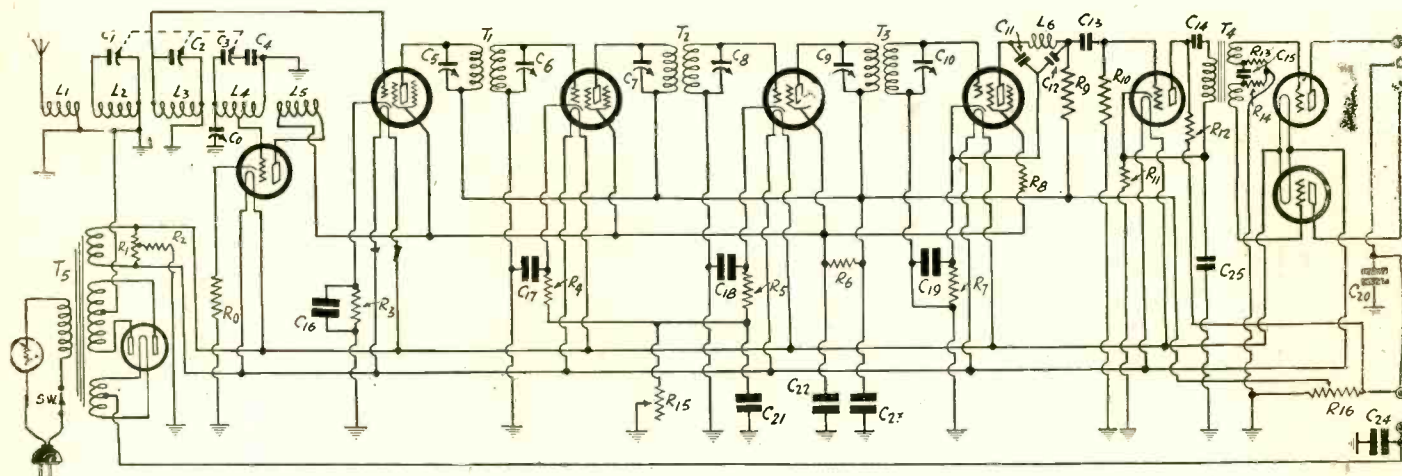 C1 C2 C3 C4
L1 L2 L3 L4 L5
C0
C5 T1 C6
C7 T2 C8
C9 T3 C10
C11 L6 C13
C12 R9 R10
C14 T4 R13 C15
R14
R12
R11
R8
R1 R2
T5
R0
C16 R3
C17 R4
C18 R5
R6
C19 R7
C25
C20
SW.
R15
C21
C22
R16
C24